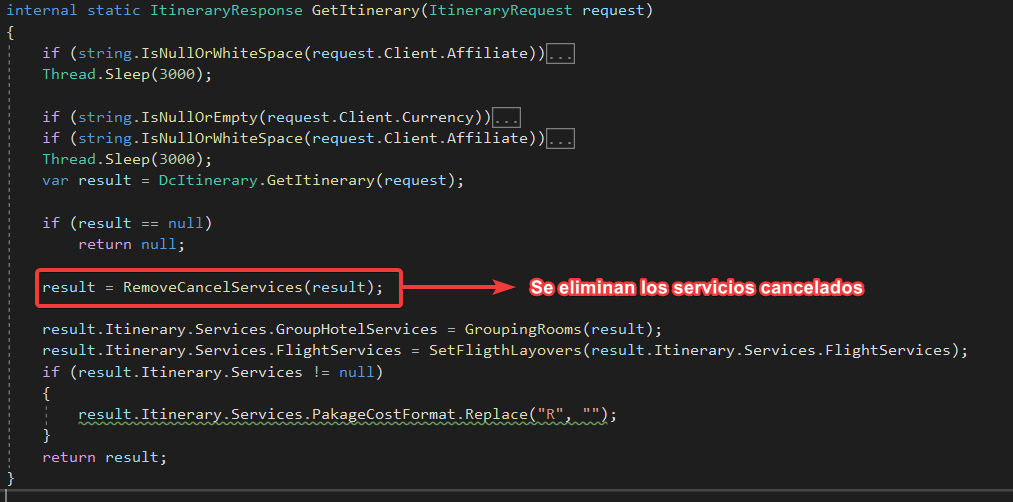 internal static ItineraryResponse GetItinerary(ItineraryRequest request)
{
if (string.IsNullOrWhiteSpace(request.Client.Affiliate))...
Thread.Sleep(3000);
if (string.IsNullOrEmpty(request.Client.Currency))...
if (string.IsNullOrWhiteSpace(request.Client.Affiliate))...
Thread.Sleep(3000);
var result = DcItinerary.GetItinerary(request);
if (result == null)
return null;
result = RemoveCancelServices(result); Se eliminan los servicios cancelados
result.Itinerary.Services.GroupHotelServices = GroupingRooms(result);
result.Itinerary.Services.FlightServices = SetFligthLayovers(result.Itinerary.Services.FlightServices);
if (result.Itinerary.Services != null)
{
result.Itinerary.Services.PakageCostFormat.Replace("R", "");
}
return result;
}